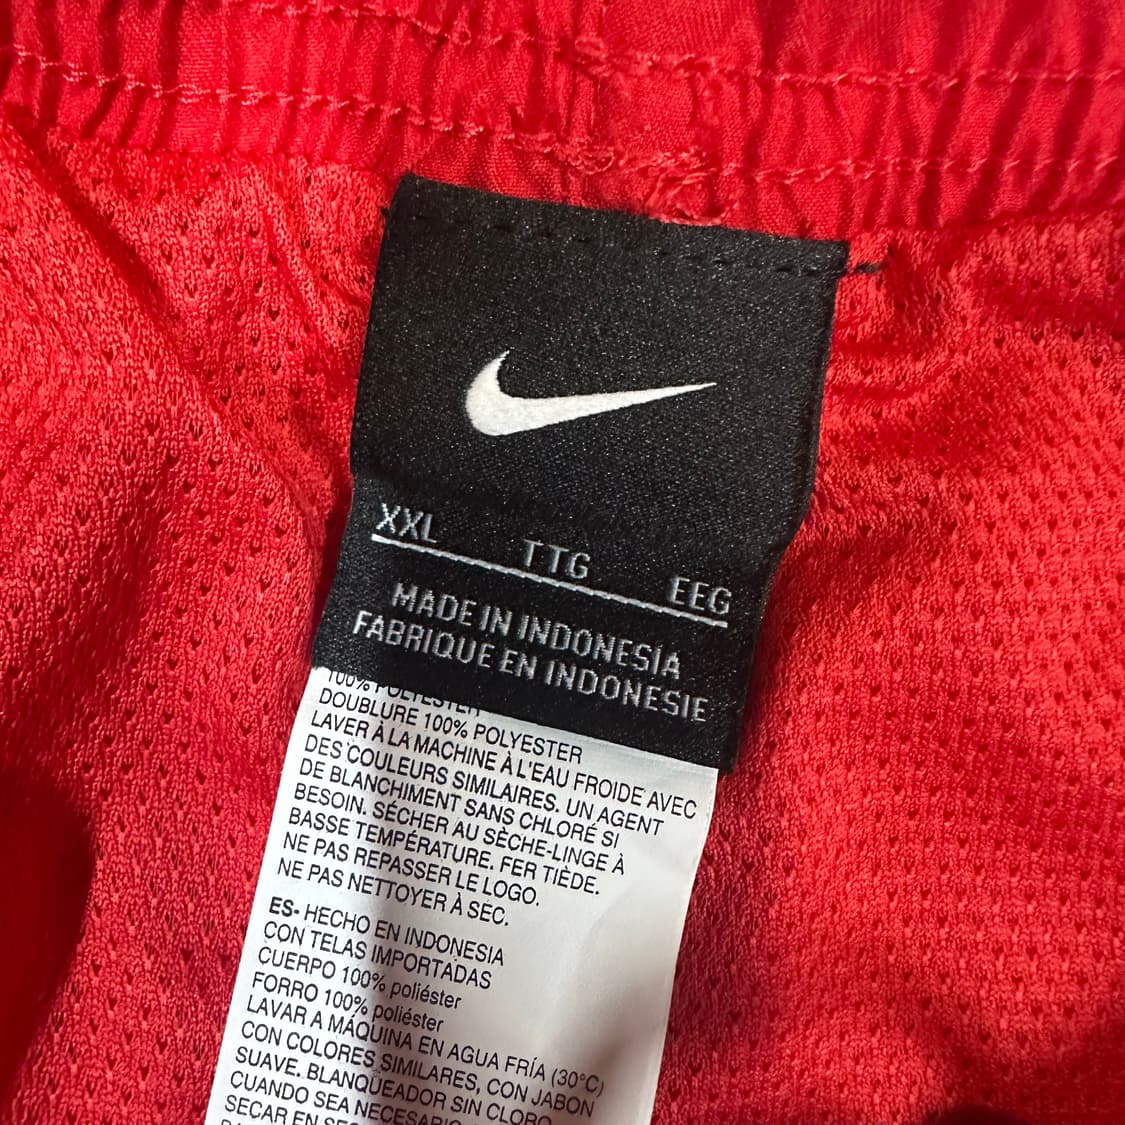 XXL TTG EEG
MADE IN INDONESIA
FABRIQUE EN INDONESIE
100% POLYESTER
DOUBLURE 100% POLYESTER
LAVER À LA MACHINE À L'EAU FROIDE AVEC
DES COULEURS SIMILAIRES. UN AGENT
DE BLANCHIMENT SANS CHLORÉ SI
BESOIN. SÉCHER AU SÈCHE-LINGE À
BASSE TEMPÉRATURE. FER TIÈDE.
NE PAS REPASSER LE LOGO.
NE PAS NETTOYER À SEC.
ES- HECHO EN INDONESIA
CON TELAS IMPORTADAS
CUERPO 100% poliéster
FORRO 100% poliéster
LAVAR A MÁQUINA EN AGUA FRÍA (30°C)
CON COLORES SIMILARES, CON JABON
SUAVE. BLANQUEADOR SIN CLORO
CUANDO SEA NECESARIO
SECAR EN